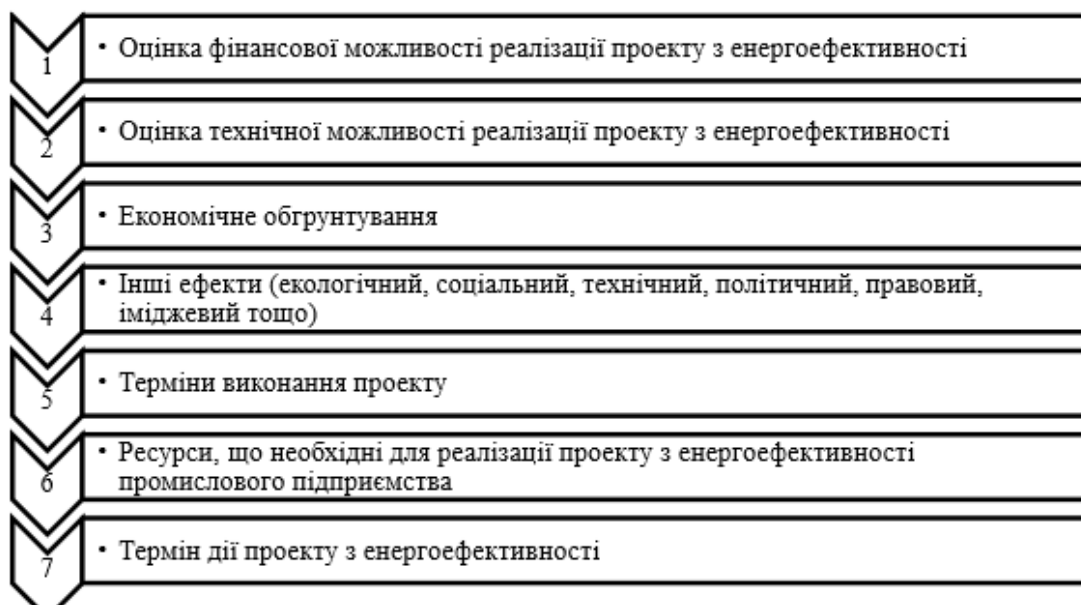 1
• Оцінка фінансової можливості реалізації проекту з енергоефективності
2
• Оцінка технічної можливості реалізації проекту з енергоефективності
3
• Економічне обгрунтування
4
• Інші ефекти (екологічний, соціальний, технічний, політичний, правовий,
іміджевий тощо)
5
• Терміни виконання проекту
6
• Ресурси, що необхідні для реалізації проекту з енергоефективності
промислового підприємства
7
• Термін дії проекту з енергоефективності